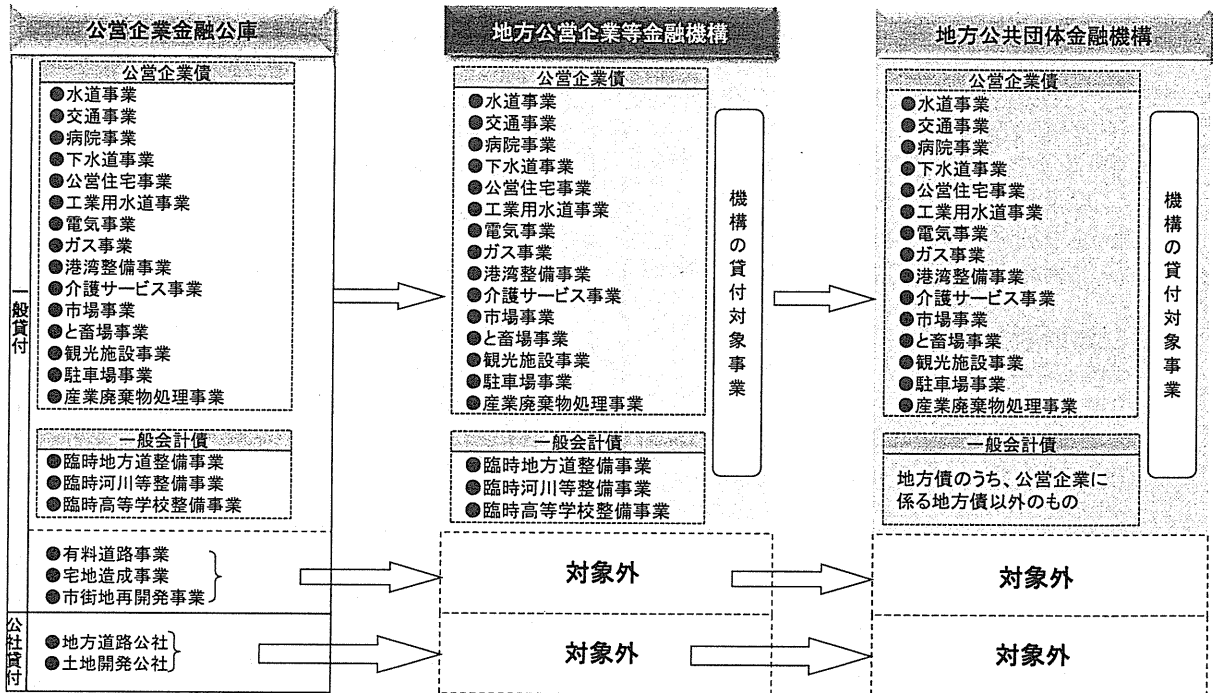 公営企業金融公庫
一般貸付
公営企業債
●水道事業
●交通事業
●病院事業
●下水道事業
●公営住宅事業
●工業用水道事業
●電気事業
●ガス事業
●港湾整備事業
●介護サービス事業
●市場事業
●と畜場事業
●観光施設事業
●駐車場事業
●産業廃棄物処理事業
一般会計債
●臨時地方道整備事業
●臨時河川等整備事業
●臨時高等学校整備事業
●有料道路事業
●宅地造成事業
●市街地再開発事業
公社貸付
●地方道路公社
●土地開発公社
地方公営企業等金融機構
公営企業債
●水道事業
●交通事業
●病院事業
●下水道事業
●公営住宅事業
●工業用水道事業
●電気事業
●ガス事業
●港湾整備事業
●介護サービス事業
●市場事業
●と畜場事業
●観光施設事業
●駐車場事業
●産業廃棄物処理事業
一般会計債
●臨時地方道整備事業
●臨時河川等整備事業
●臨時高等学校整備事業
機構の貸付対象事業
対象外
対象外
地方公共団体金融機構
公営企業債
●水道事業
●交通事業
●病院事業
●下水道事業
●公営住宅事業
●工業用水道事業
●電気事業
●ガス事業
●港湾整備事業
●介護サービス事業
●市場事業
●と畜場事業
●観光施設事業
●駐車場事業
●産業廃棄物処理事業
一般会計債
地方債のうち、公営企業に
係る地方債以外のもの
機構の貸付対象事業
対象外
対象外